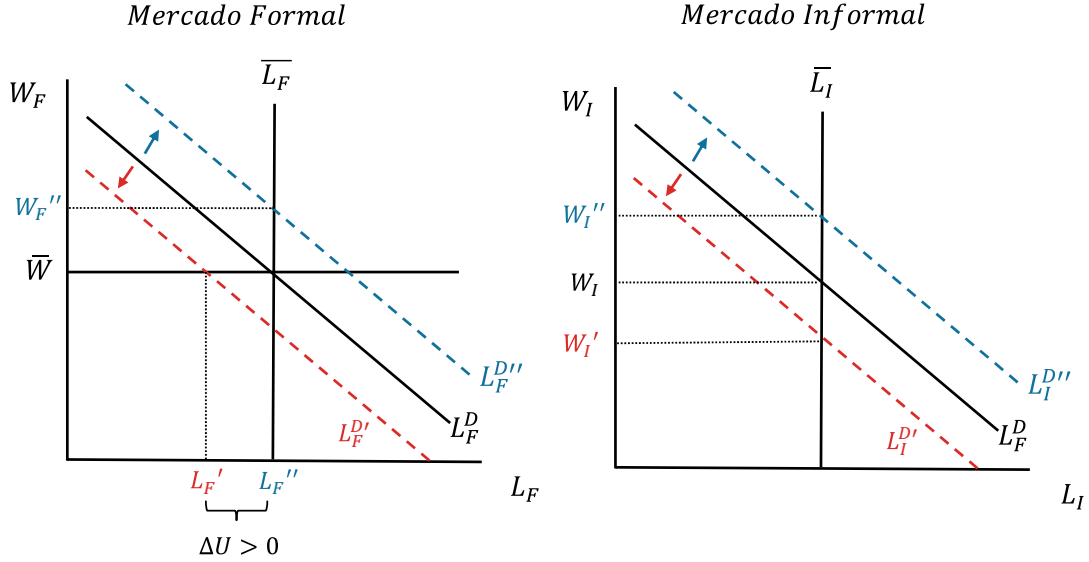 Mercado Formal
W_F
\overline{L_F}
W_F''
\overline{W}
L_F^{D''}
L_F^D
L_F^{D'}
L_F'
L_F''
L_F
ΔU > 0
Mercado Informal
W_I
\overline{L}_I
W_I''
W_I
W_I'
L_I^{D''}
L_F^D
L_I^{D'}
L_I